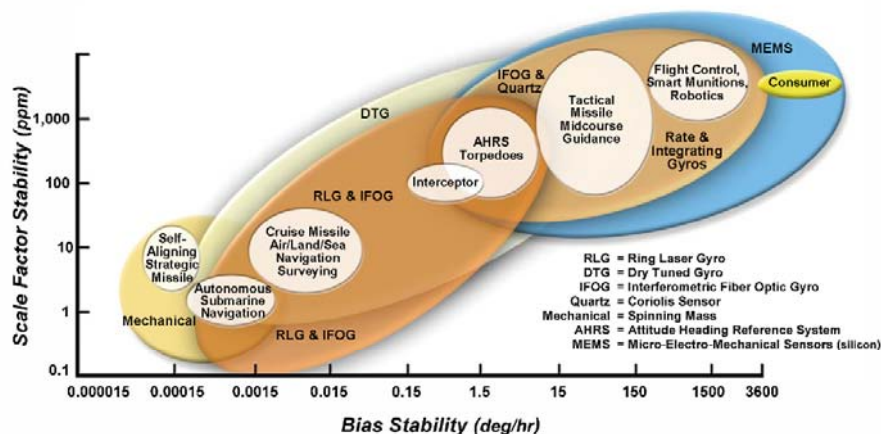 Scale Factor Stability (ppm)
1,000
100
10
1
0.1
0.000015
0.00015
0.0015
0.015
0.15
1.5
15
150
1500
3600
Bias Stability (deg/hr)
MEMS
IFOG &
Quartz
Flight Control,
Smart Munitions,
Robotics
Consumer
DTG
Tactical
Missile
Midcourse
Guidance
AHRS
Torpedoes
Rate &
Integrating
Gyros
Interceptor
RLG & IFOG
Cruise Missile
Air/Land/Sea
Navigation
Surveying
Self-
Aligning
Strategic
Missile
Autonomous
Submarine
Navigation
Mechanical
RLG & IFOG
RLG = Ring Laser Gyro
DTG = Dry Tuned Gyro
IFOG = Interferometric Fiber Optic Gyro
Quartz = Coriolis Sensor
Mechanical = Spinning Mass
AHRS = Attitude Heading Reference System
MEMS = Micro-Electro-Mechanical Sensors (silicon)